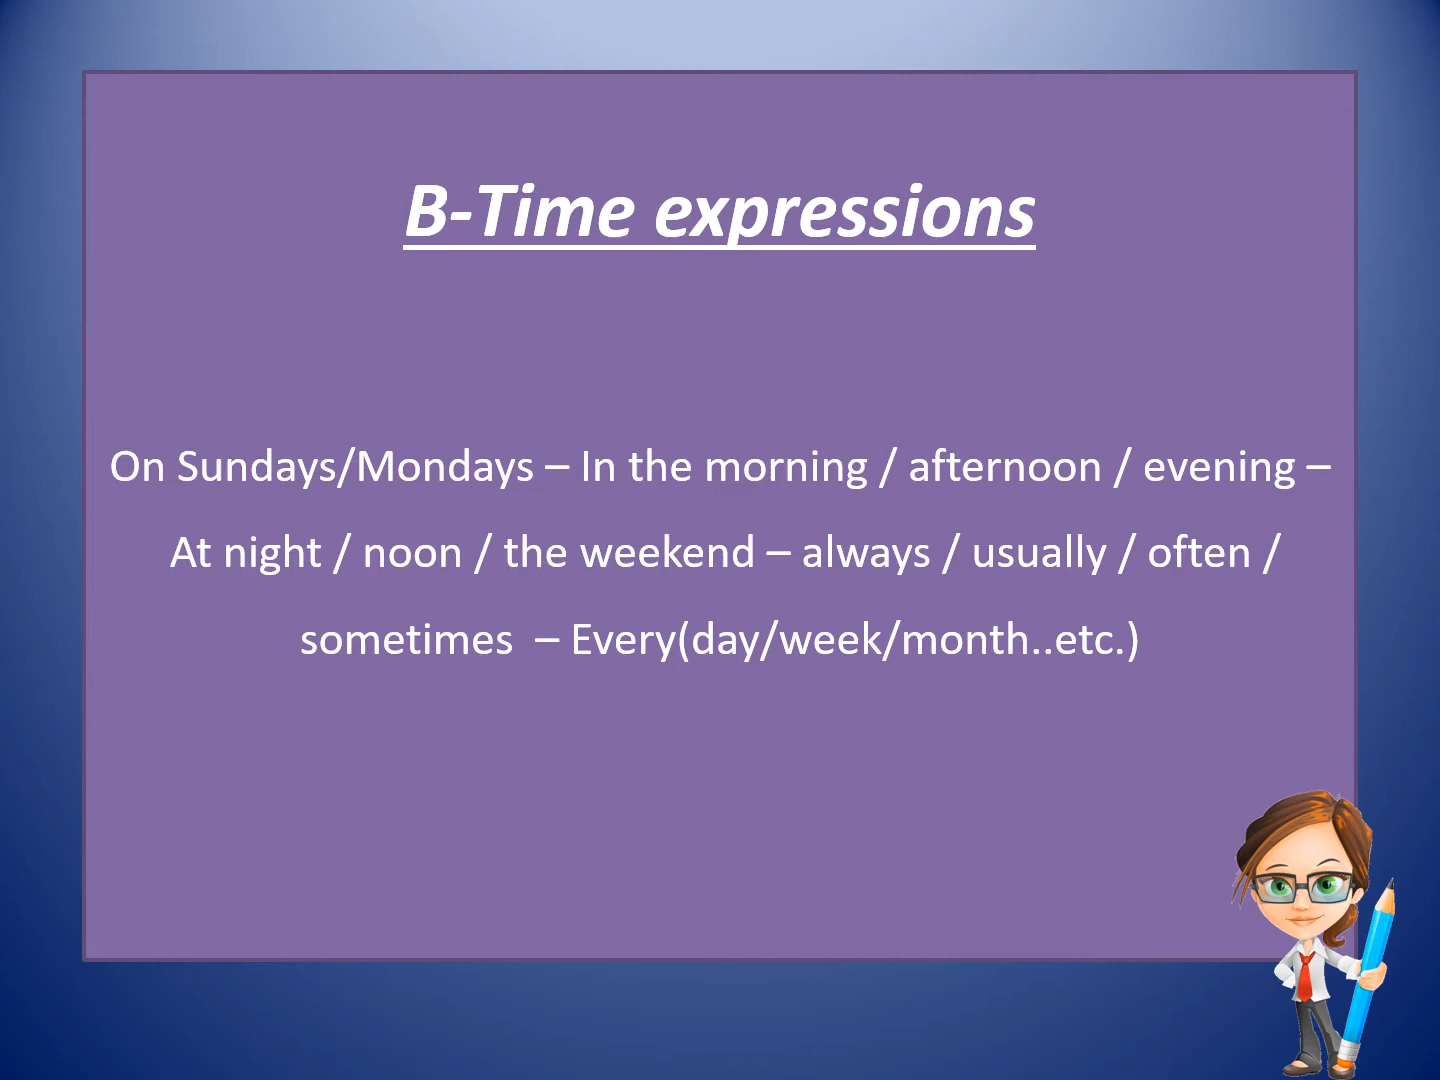 B-Time expressions
On Sundays/Mondays – In the morning / afternoon / evening –
At night / noon / the weekend – always / usually / often /
sometimes  – Every(day/week/month..etc.)